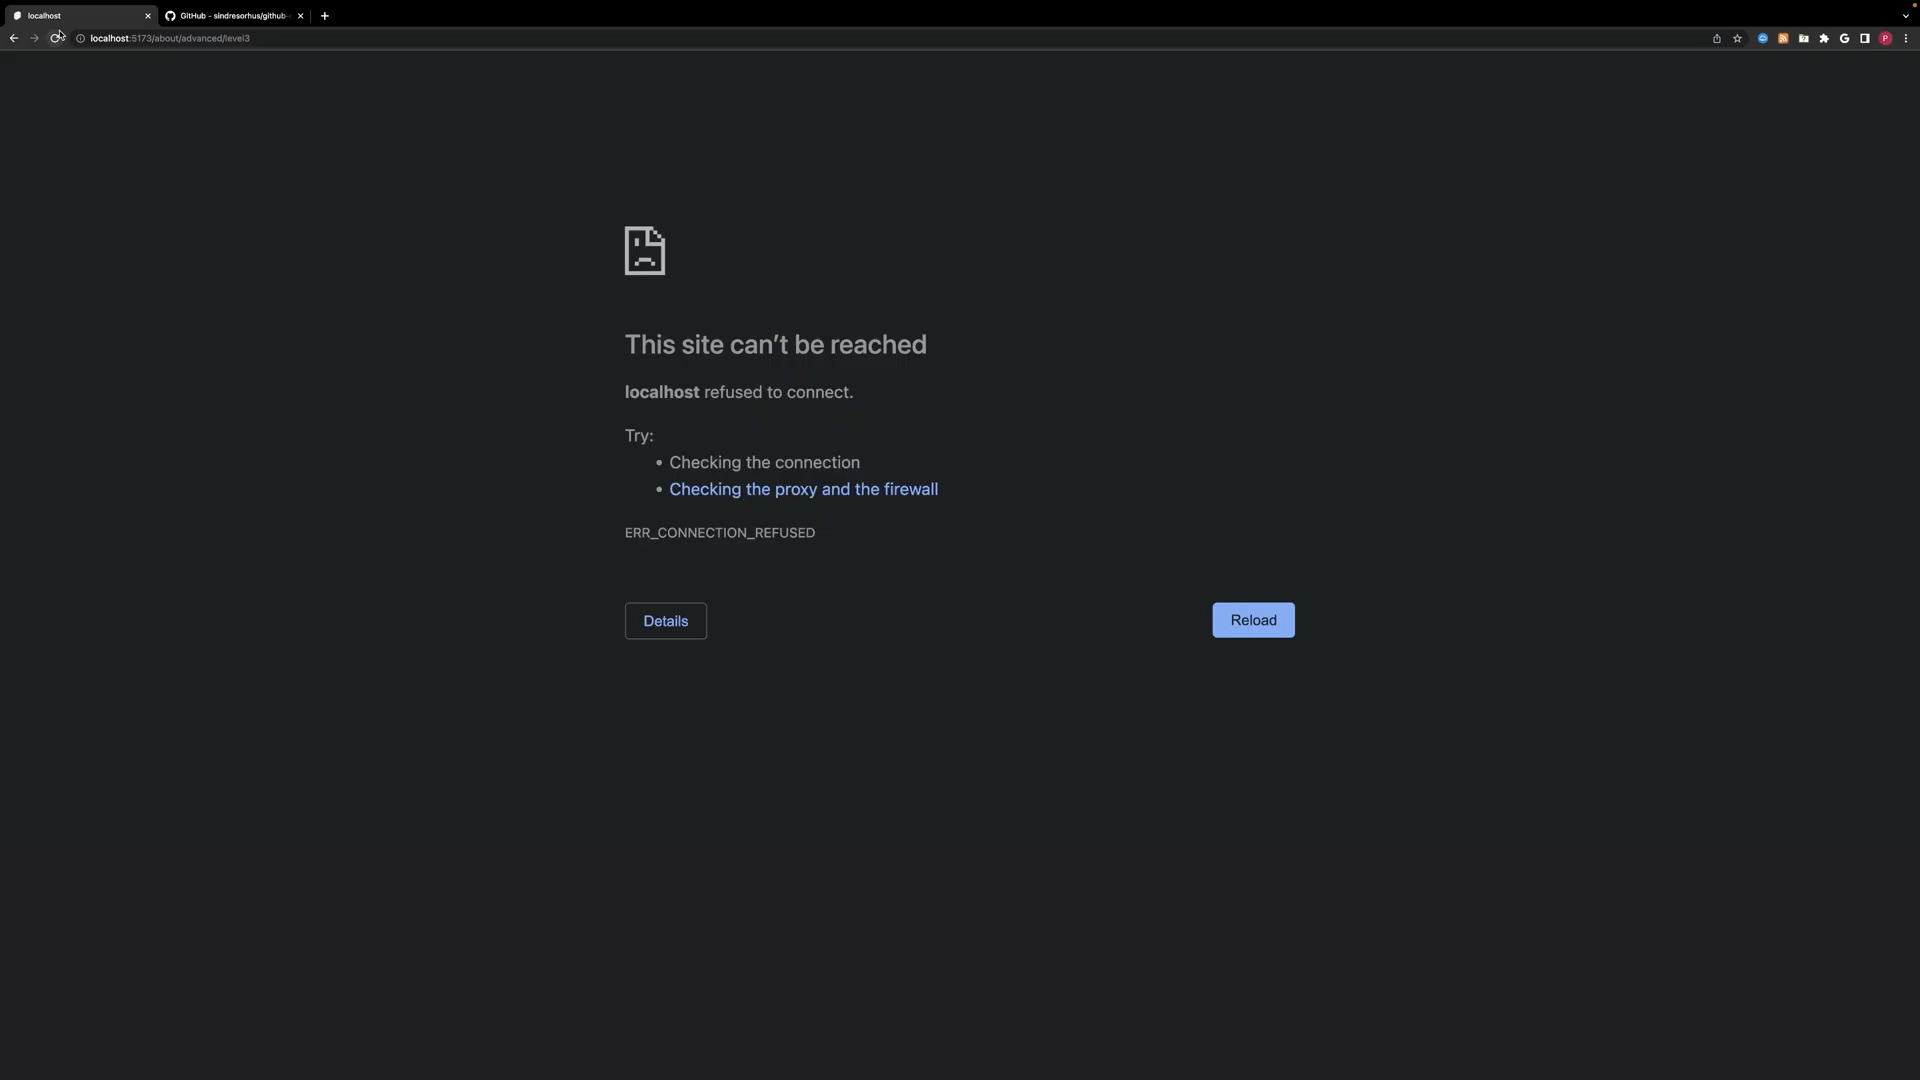 localhost
GitHub - sindresorhus/github-
localhost:5173/about/advanced/level3
P
This site can’t be reached
localhost refused to connect.
Try:
• Checking the connection
• Checking the proxy and the firewall
ERR_CONNECTION_REFUSED
Details
Reload